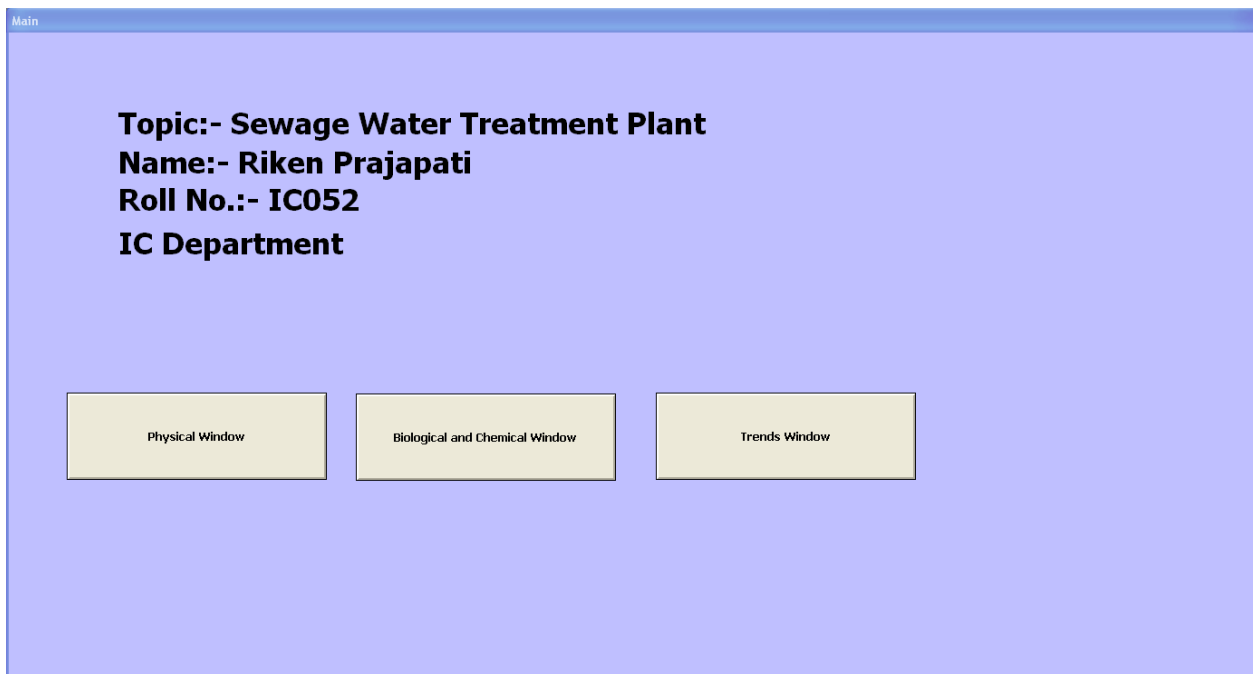 Main
Topic:- Sewage Water Treatment Plant
Name:- Riken Prajapati
Roll No.:- IC052
IC Department
Physical Window
Biological and Chemical Window
Trends Window